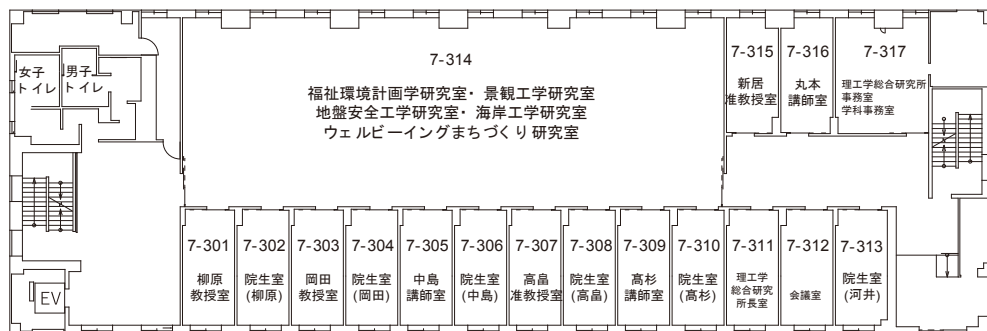 女子
トイレ
男子
トイレ
7-314
福祉環境計画学研究室・景観工学研究室
地盤安全工学研究室・海岸工学研究室
ウェルビーイングまちづくり研究室
7-315
新居
准教授室
7-316
丸本
講師室
7-317
理工学総合研究所
事務室
学科事務室
EV
7-301
柳原
教授室
7-302
院生室
(柳原)
7-303
岡田
教授室
7-304
院生室
(岡田)
7-305
中島
講師室
7-306
院生室
(中島)
7-307
高畠
准教授室
7-308
院生室
(高畠)
7-309
髙杉
講師室
7-310
院生室
(髙杉)
7-311
理工学
総合研究
所長室
7-312
会議室
7-313
院生室
(河井)